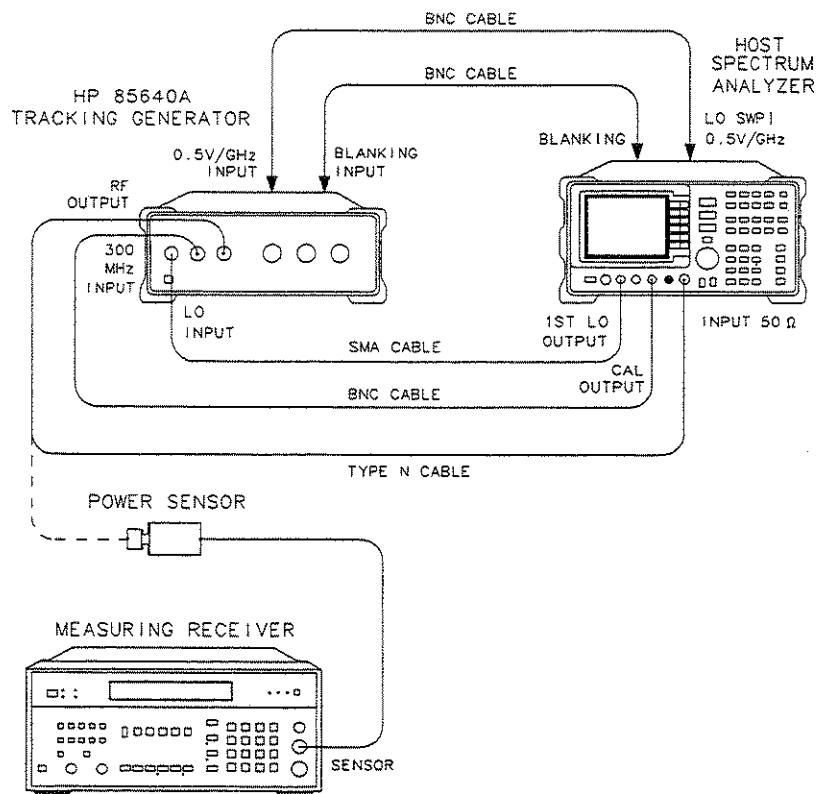 BNC CABLE
HOST
SPECTRUM
ANALYZER
BNC CABLE
HP 85640A
TRACKING GENERATOR
LO SWP|
0.5V/GHz
BLANKING
0.5V/GHz
INPUT
BLANKING
INPUT
RF
OUTPUT
300
MHz
INPUT
LO
INPUT
1ST LO
OUTPUT
INPUT 50 Ω
SMA CABLE
CAL
OUTPUT
BNC CABLE
TYPE N CABLE
POWER SENSOR
MEASURING RECEIVER
SENSOR